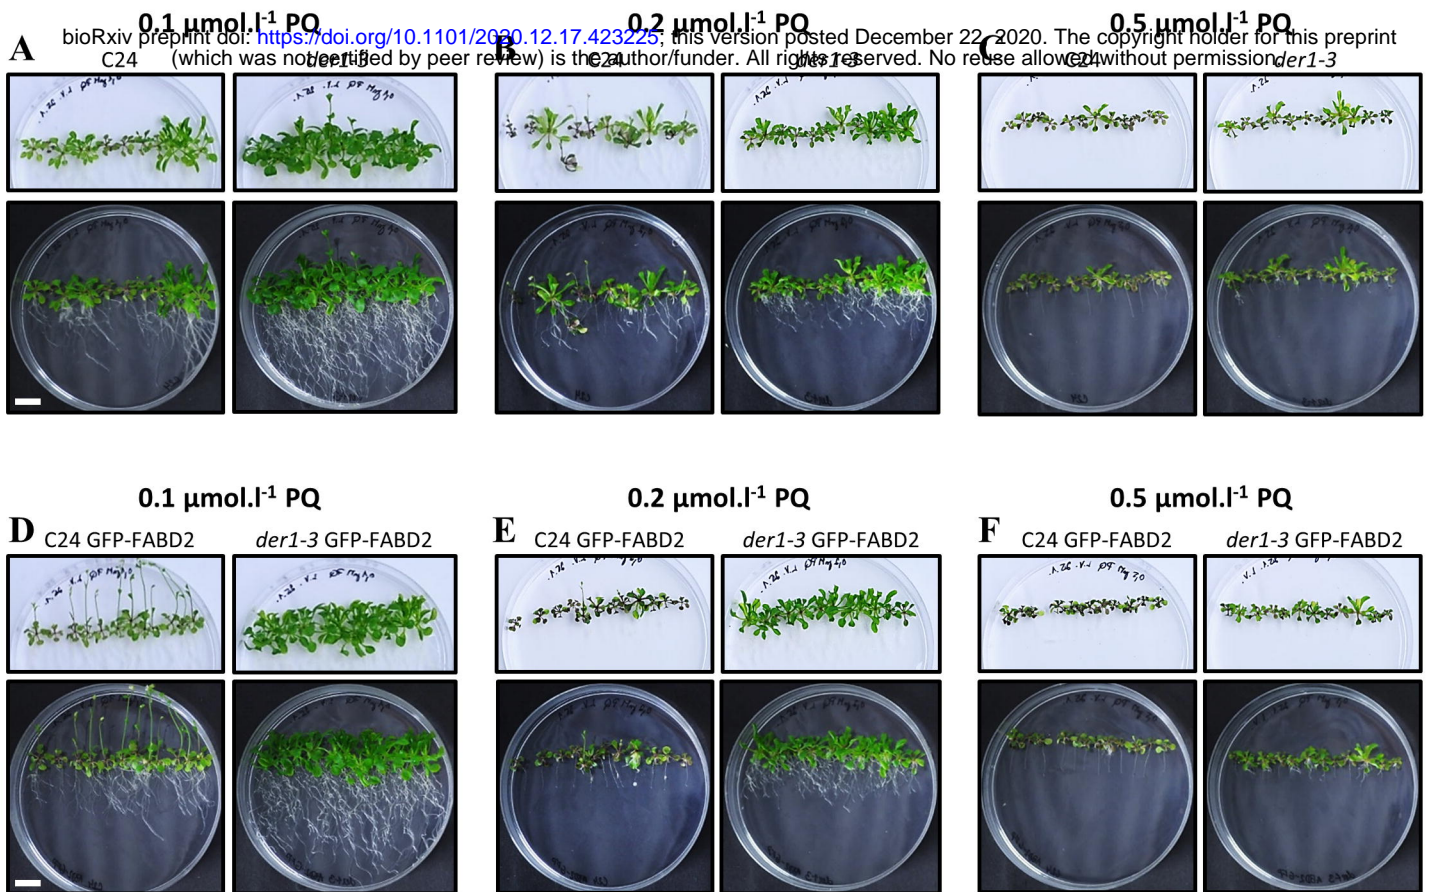 0.1 µmol.l⁻¹ PQ 0.2 µmol.l⁻¹ PQ 0.5 µmol.l⁻¹ PQ
bioRxiv preprint doi: https://doi.org/10.1101/2020.12.17.423225; this version posted December 22, 2020. The copyright holder for this preprint
(which was not certified by peer review) is the author/funder. All rights reserved. No reuse allowed without permission.
A B C
C24 der1-3 C24 der1-3 C24 der1-3
0.1 µmol.l⁻¹ PQ 0.2 µmol.l⁻¹ PQ 0.5 µmol.l⁻¹ PQ
D E F
C24 GFP-FABD2 der1-3 GFP-FABD2 C24 GFP-FABD2 der1-3 GFP-FABD2 C24 GFP-FABD2 der1-3 GFP-FABD2